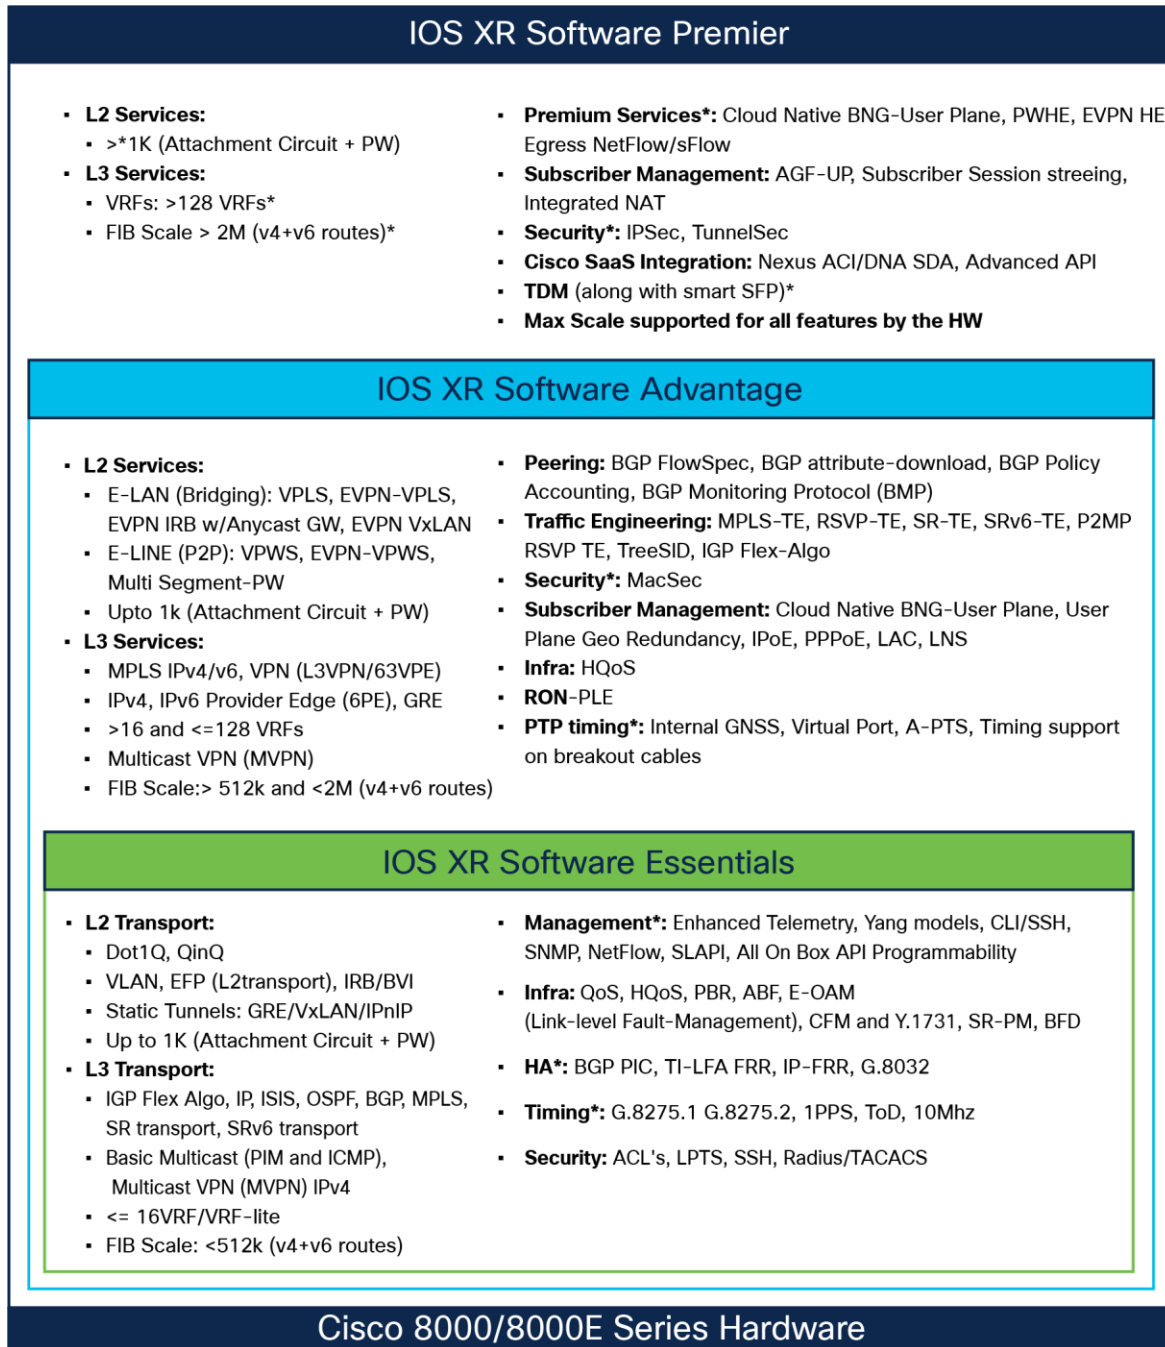 IOS XR Software Premier
▪ L2 Services:
▪ >*1K (Attachment Circuit + PW)
▪ L3 Services:
▪ VRFs: >128 VRFs*
▪ FIB Scale > 2M (v4+v6 routes)*
▪ Premium Services*: Cloud Native BNG-User Plane, PWHE, EVPN HE
Egress NetFlow/sFlow
▪ Subscriber Management: AGF-UP, Subscriber Session streeing,
Integrated NAT
▪ Security*: IPSec, TunnelSec
▪ Cisco SaaS Integration: Nexus ACI/DNA SDA, Advanced API
▪ TDM (along with smart SFP)*
▪ Max Scale supported for all features by the HW
IOS XR Software Advantage
▪ L2 Services:
▪ E-LAN (Bridging): VPLS, EVPN-VPLS,
EVPN IRB w/Anycast GW, EVPN VxLAN
▪ E-LINE (P2P): VPWS, EVPN-VPWS,
Multi Segment-PW
▪ Upto 1k (Attachment Circuit + PW)
▪ L3 Services:
▪ MPLS IPv4/v6, VPN (L3VPN/63VPE)
▪ IPv4, IPv6 Provider Edge (6PE), GRE
▪ >16 and <=128 VRFs
▪ Multicast VPN (MVPN)
▪ FIB Scale:> 512k and <2M (v4+v6 routes)
▪ Peering: BGP FlowSpec, BGP attribute-download, BGP Policy
Accounting, BGP Monitoring Protocol (BMP)
▪ Traffic Engineering: MPLS-TE, RSVP-TE, SR-TE, SRv6-TE, P2MP
RSVP TE, TreeSID, IGP Flex-Algo
▪ Security*: MacSec
▪ Subscriber Management: Cloud Native BNG-User Plane, User
Plane Geo Redundancy, IPoE, PPPoE, LAC, LNS
▪ Infra: HQoS
▪ RON-PLE
▪ PTP timing*: Internal GNSS, Virtual Port, A-PTS, Timing support
on breakout cables
IOS XR Software Essentials
▪ L2 Transport:
▪ Dot1Q, QinQ
▪ VLAN, EFP (L2transport), IRB/BVI
▪ Static Tunnels: GRE/VxLAN/IPnIP
▪ Up to 1K (Attachment Circuit + PW)
▪ L3 Transport:
▪ IGP Flex Algo, IP, ISIS, OSPF, BGP, MPLS,
SR transport, SRv6 transport
▪ Basic Multicast (PIM and ICMP),
Multicast VPN (MVPN) IPv4
▪ <= 16VRF/VRF-lite
▪ FIB Scale: <512k (v4+v6 routes)
▪ Management*: Enhanced Telemetry, Yang models, CLI/SSH,
SNMP, NetFlow, SLAPI, All On Box API Programmability
▪ Infra: QoS, HQoS, PBR, ABF, E-OAM
(Link-level Fault-Management), CFM and Y.1731, SR-PM, BFD
▪ HA*: BGP PIC, TI-LFA FRR, IP-FRR, G.8032
▪ Timing*: G.8275.1 G.8275.2, 1PPS, ToD, 10Mhz
▪ Security: ACL's, LPTS, SSH, Radius/TACACS
Cisco 8000/8000E Series Hardware